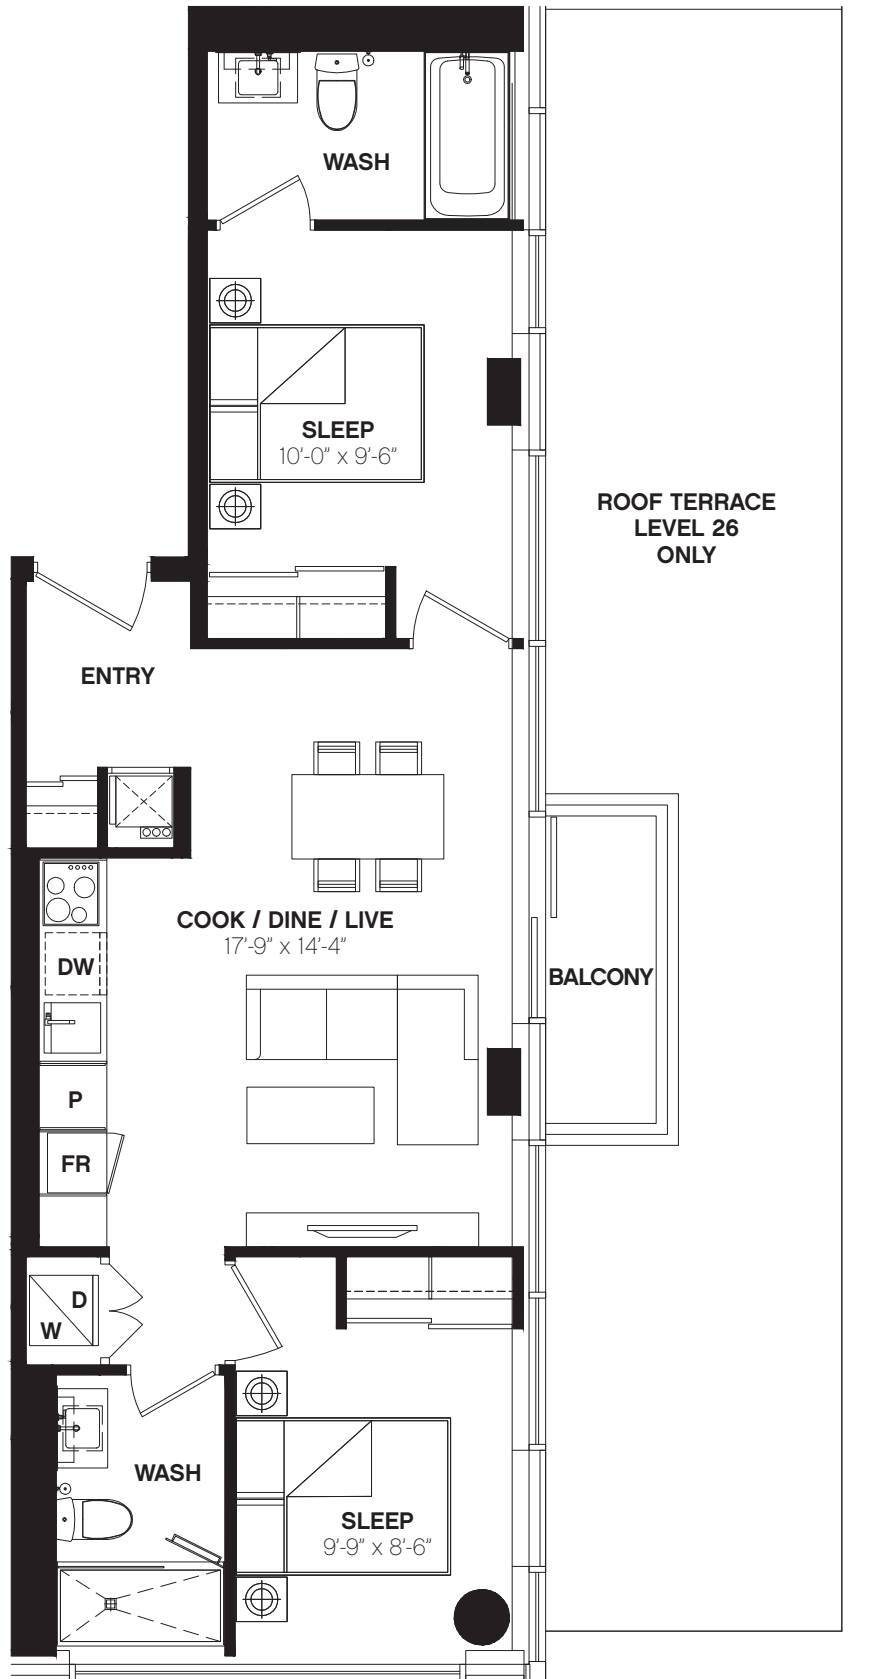 WASH
SLEEP
10'-0" x 9'-6"
ROOF TERRACE
LEVEL 26
ONLY
ENTRY
COOK / DINE / LIVE
17'-9" x 14'-4"
DW
BALCONY
P
FR
D
W
WASH
SLEEP
9'-9" x 8'-6"